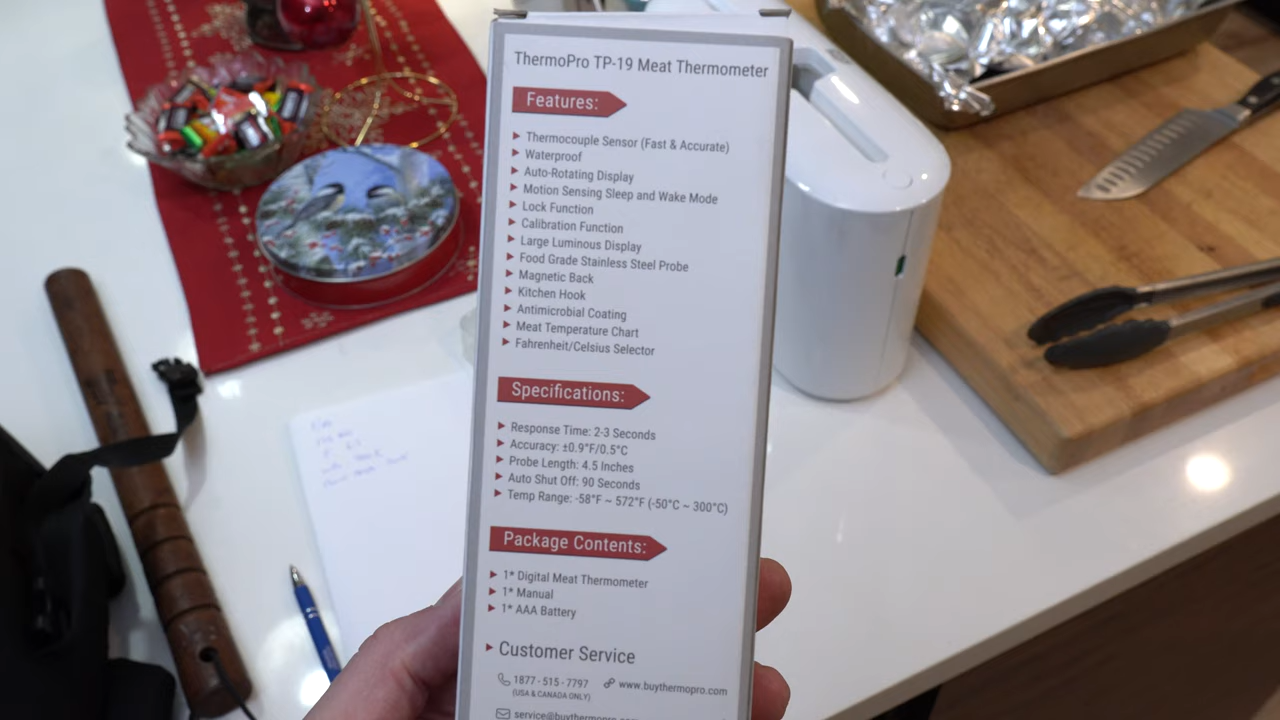 ThermoPro TP-19 Meat Thermometer
Features:
Thermocouple Sensor (Fast & Accurate)
Waterproof
Auto-Rotating Display
Motion Sensing Sleep and Wake Mode
Lock Function
Calibration Function
Large Luminous Display
Food Grade Stainless Steel Probe
Magnetic Back
Kitchen Hook
Antimicrobial Coating
Meat Temperature Chart
Fahrenheit/Celsius Selector
Specifications:
Response Time: 2-3 Seconds
Accuracy: ±0.9°F/0.5°C
Probe Length: 4.5 Inches
Auto Shut Off: 90 Seconds
Temp Range: -58°F ~ 572°F (-50°C ~ 300°C)
Package Contents:
1* Digital Meat Thermometer
1* Manual
1* AAA Battery
Customer Service
1877-515-7797 www.buythermopro.com
(USA & CANADA ONLY)